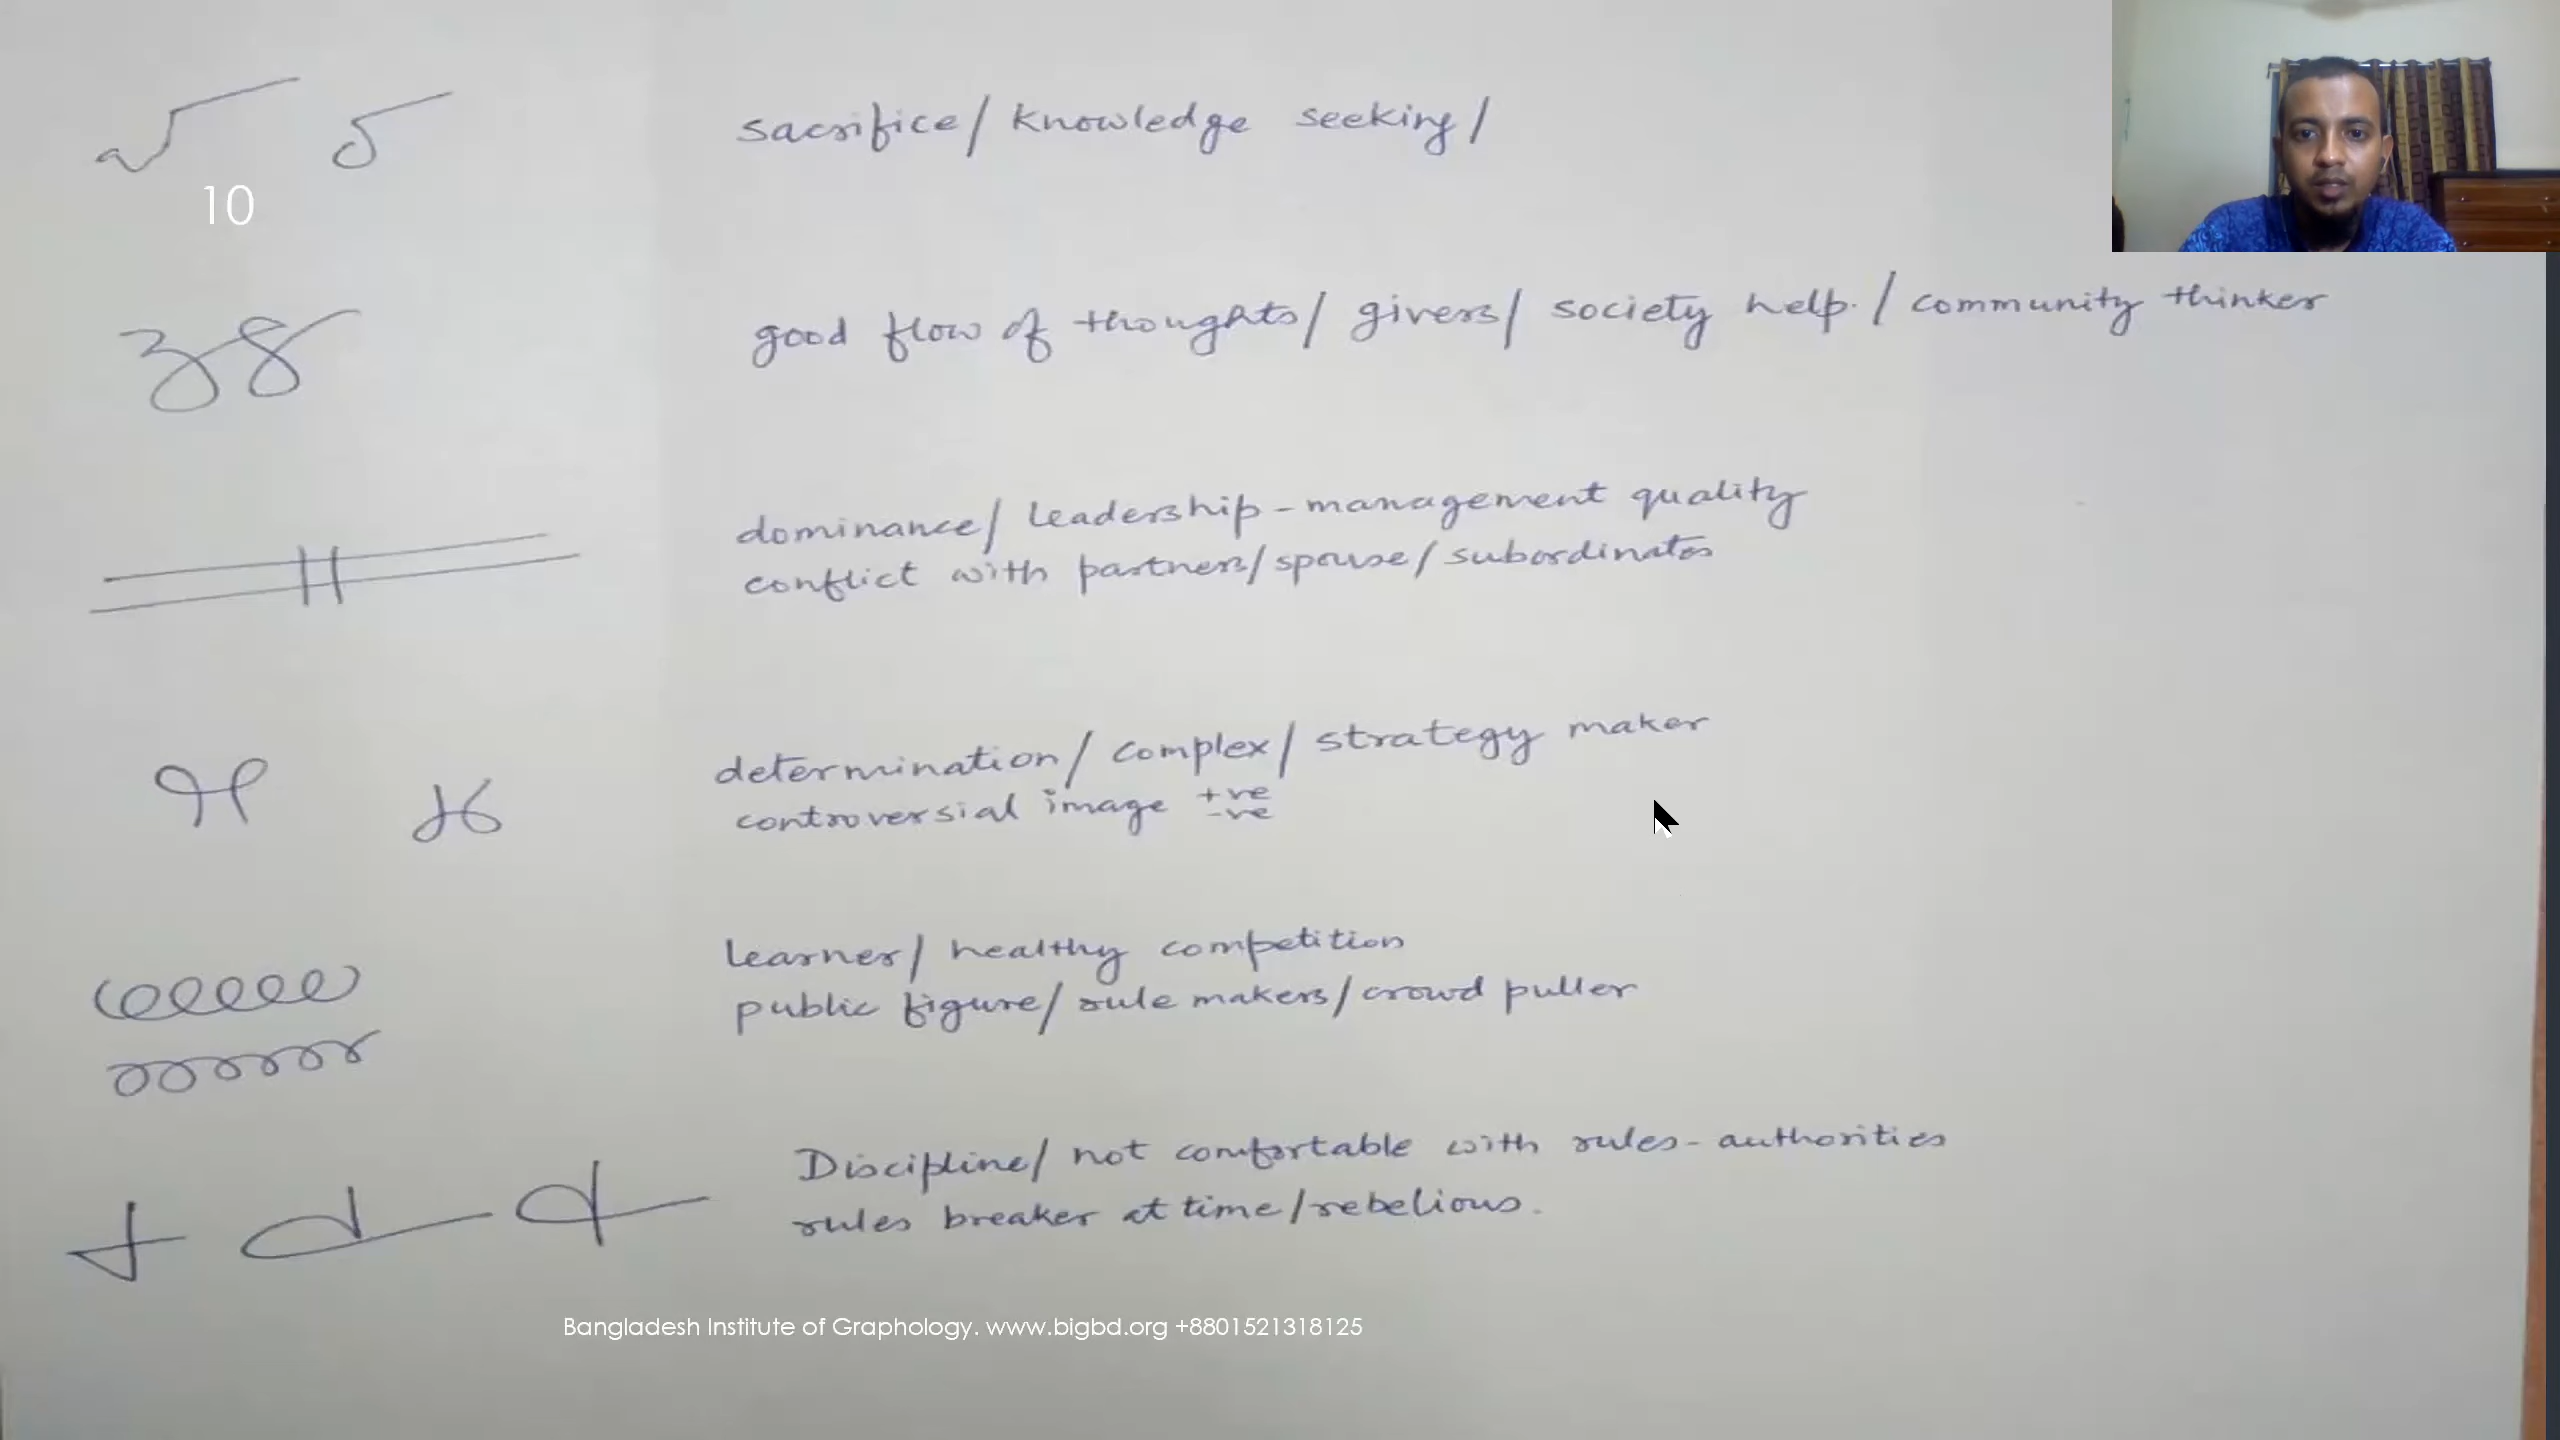 sacrifice/ knowledge seeking/
10
good flow of thoughts/ givers/ society help./ community thinker
dominance/ leadership-management quality
conflict with partners/spouse/subordinates
determination/ complex/ strategy maker
controversial image +ve
-ve
learner/ healthy competition
public figure/ rule makers/crowd puller
Discipline/ not comfortable with rules-authorities
rules breaker at time/rebelious.
Bangladesh Institute of Graphology. www.bigbd.org +8801521318125